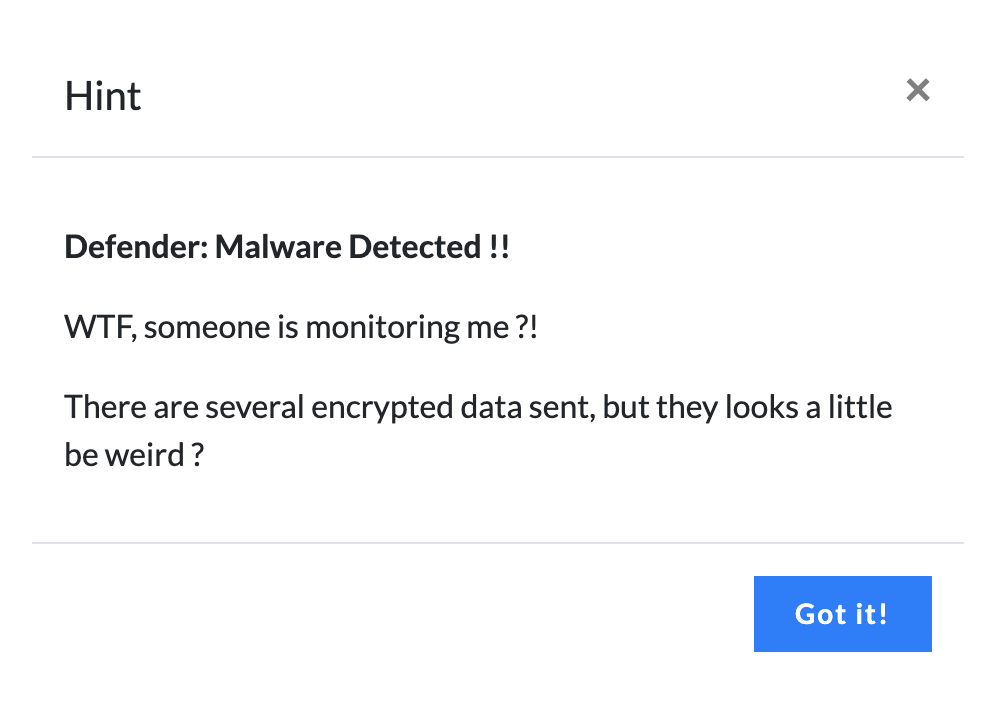 Hint
Defender: Malware Detected !!
WTF, someone is monitoring me ?!
There are several encrypted data sent, but they looks a little
be weird ?
Got it!